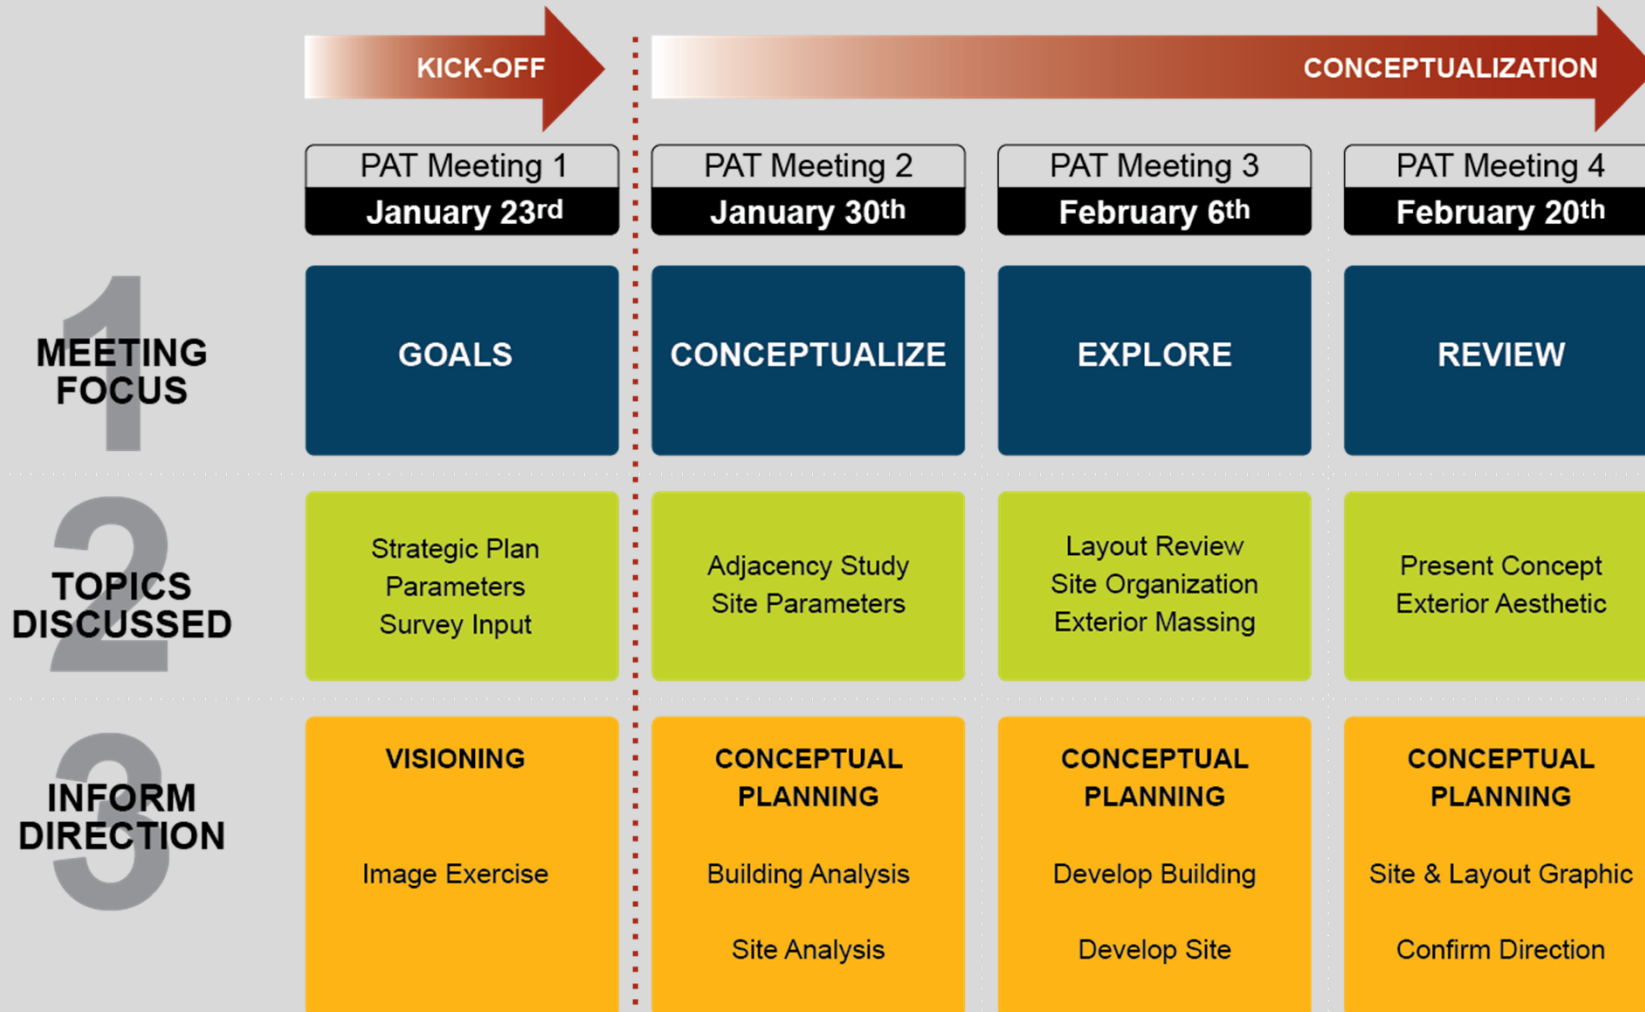 KICK-OFF
CONCEPTUALIZATION
PAT Meeting 1
January 23rd
PAT Meeting 2
January 30th
PAT Meeting 3
February 6th
PAT Meeting 4
February 20th
1
MEETING
FOCUS
GOALS
CONCEPTUALIZE
EXPLORE
REVIEW
2
TOPICS
DISCUSSED
Strategic Plan
Parameters
Survey Input
Adjacency Study
Site Parameters
Layout Review
Site Organization
Exterior Massing
Present Concept
Exterior Aesthetic
3
INFORM
DIRECTION
VISIONING
Image Exercise
CONCEPTUAL
PLANNING
Building Analysis
Site Analysis
CONCEPTUAL
PLANNING
Develop Building
Develop Site
CONCEPTUAL
PLANNING
Site & Layout Graphic
Confirm Direction